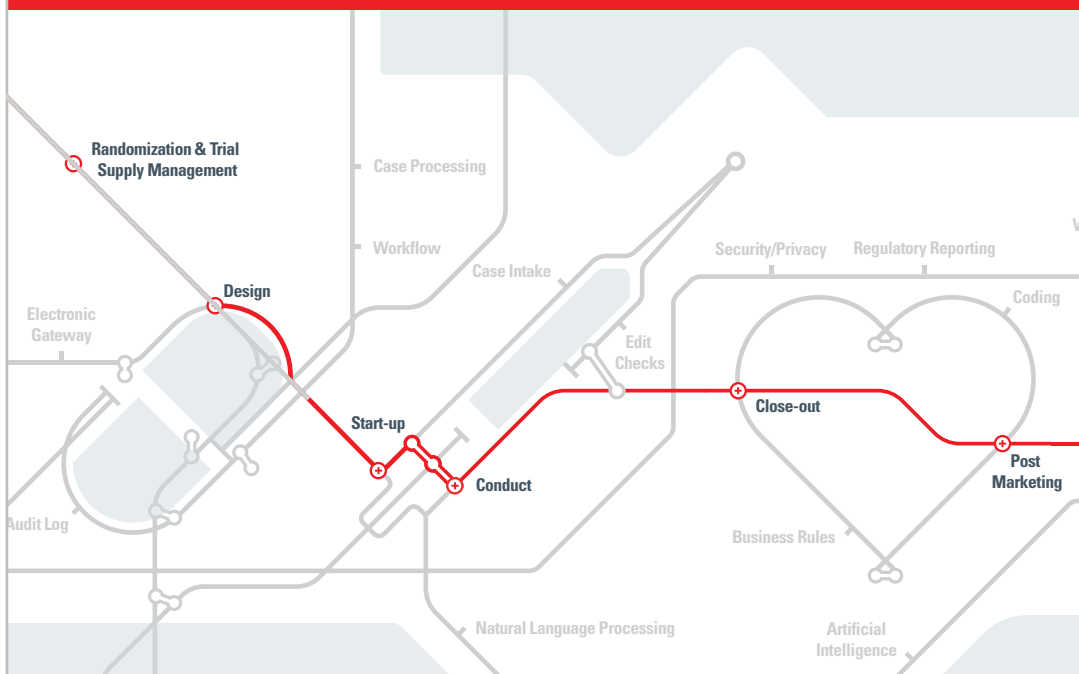 Randomization & Trial
Supply Management
Case Processing
Workflow
Security/Privacy
Regulatory Reporting
Case Intake
Design
Coding
Electronic
Gateway
Edit
Checks
Close-out
Start-up
Post
Marketing
Conduct
Audit Log
Business Rules
Natural Language Processing
Artificial
Intelligence